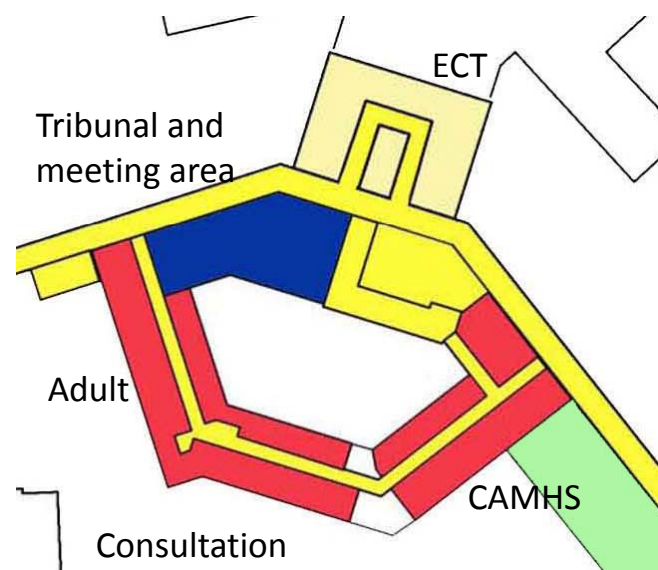 ECT
Tribunal and
meeting area
Adult
CAMHS
Consultation